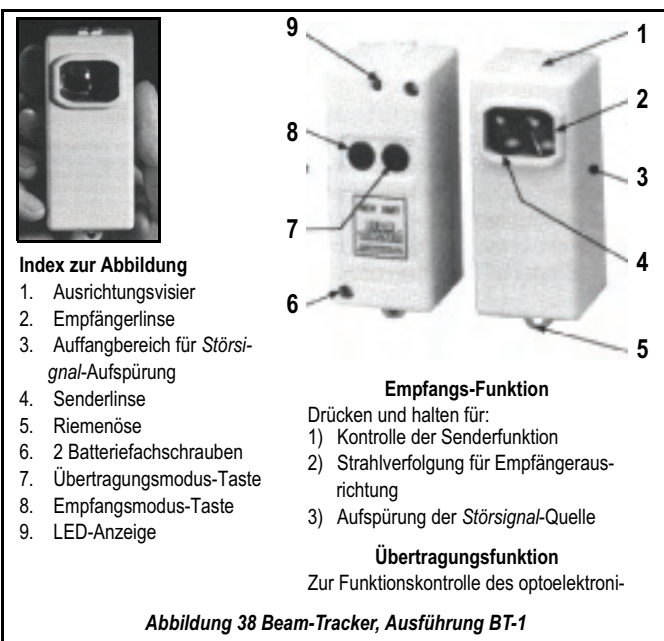 9
8
7
6
1
2
3
4
5
Index zur Abbildung
1. Ausrichtungsvisier
2. Empfängerlinse
3. Auffangbereich für Störsi-
gnal-Aufspürung
4. Senderlinse
5. Riemenöse
6. 2 Batteriefachschrauben
7. Übertragungsmodus-Taste
8. Empfangsmodus-Taste
9. LED-Anzeige
Empfangs-Funktion
Drücken und halten für:
1) Kontrolle der Senderfunktion
2) Strahlverfolgung für Empfängeraus-
richtung
3) Aufspürung der Störsignal-Quelle
Übertragungsfunktion
Zur Funktionskontrolle des optoelektroni-
Abbildung 38 Beam-Tracker, Ausführung BT-1